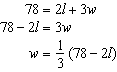 78 = 2l + 3w
78 − 2l = 3w
w = 1/3 (78 − 2l)